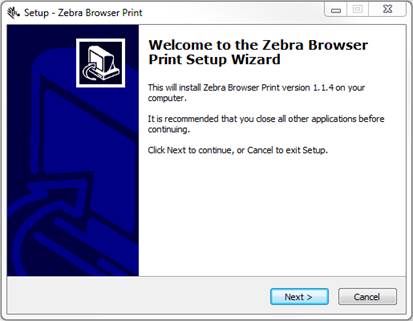 Setup - Zebra Browser Print
Welcome to the Zebra Browser
Print Setup Wizard
This will install Zebra Browser Print version 1.1.4 on your
computer.
It is recommended that you close all other applications before
continuing.
Click Next to continue, or Cancel to exit Setup.
Next >
Cancel